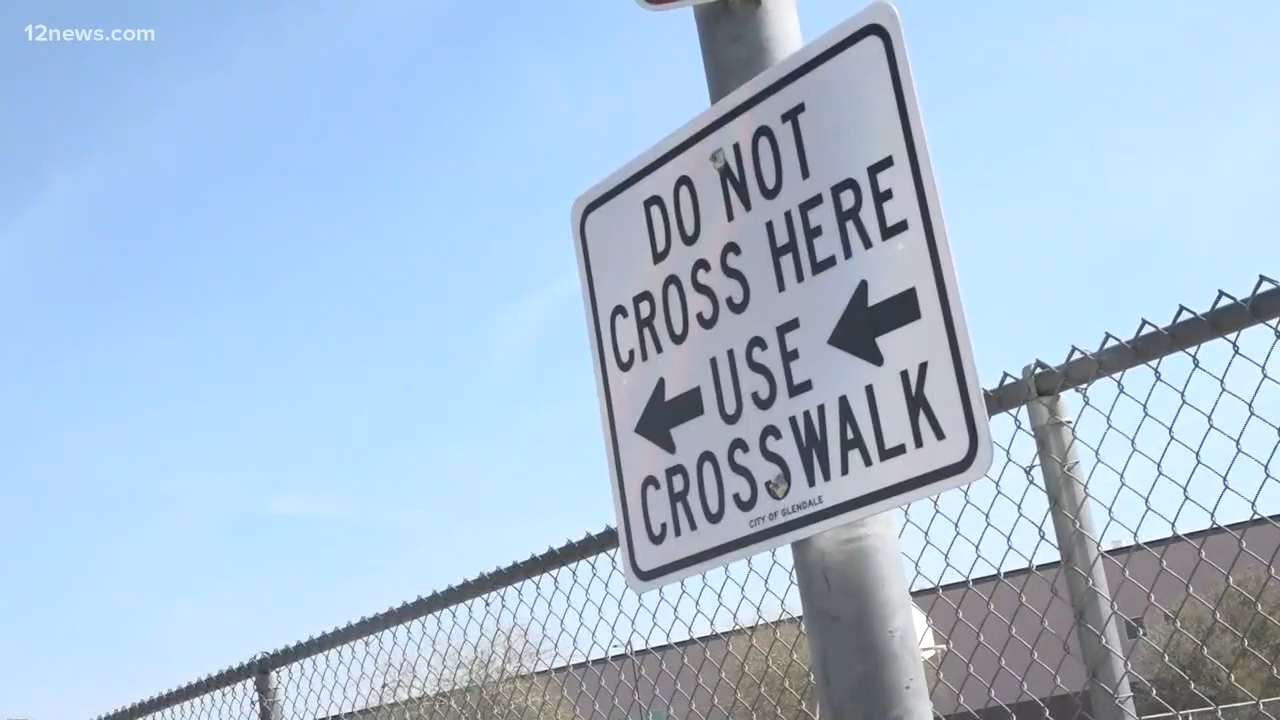 12news.com
DO NOT
CROSS HERE
USE
CROSSWALK
CITY OF GLENDALE